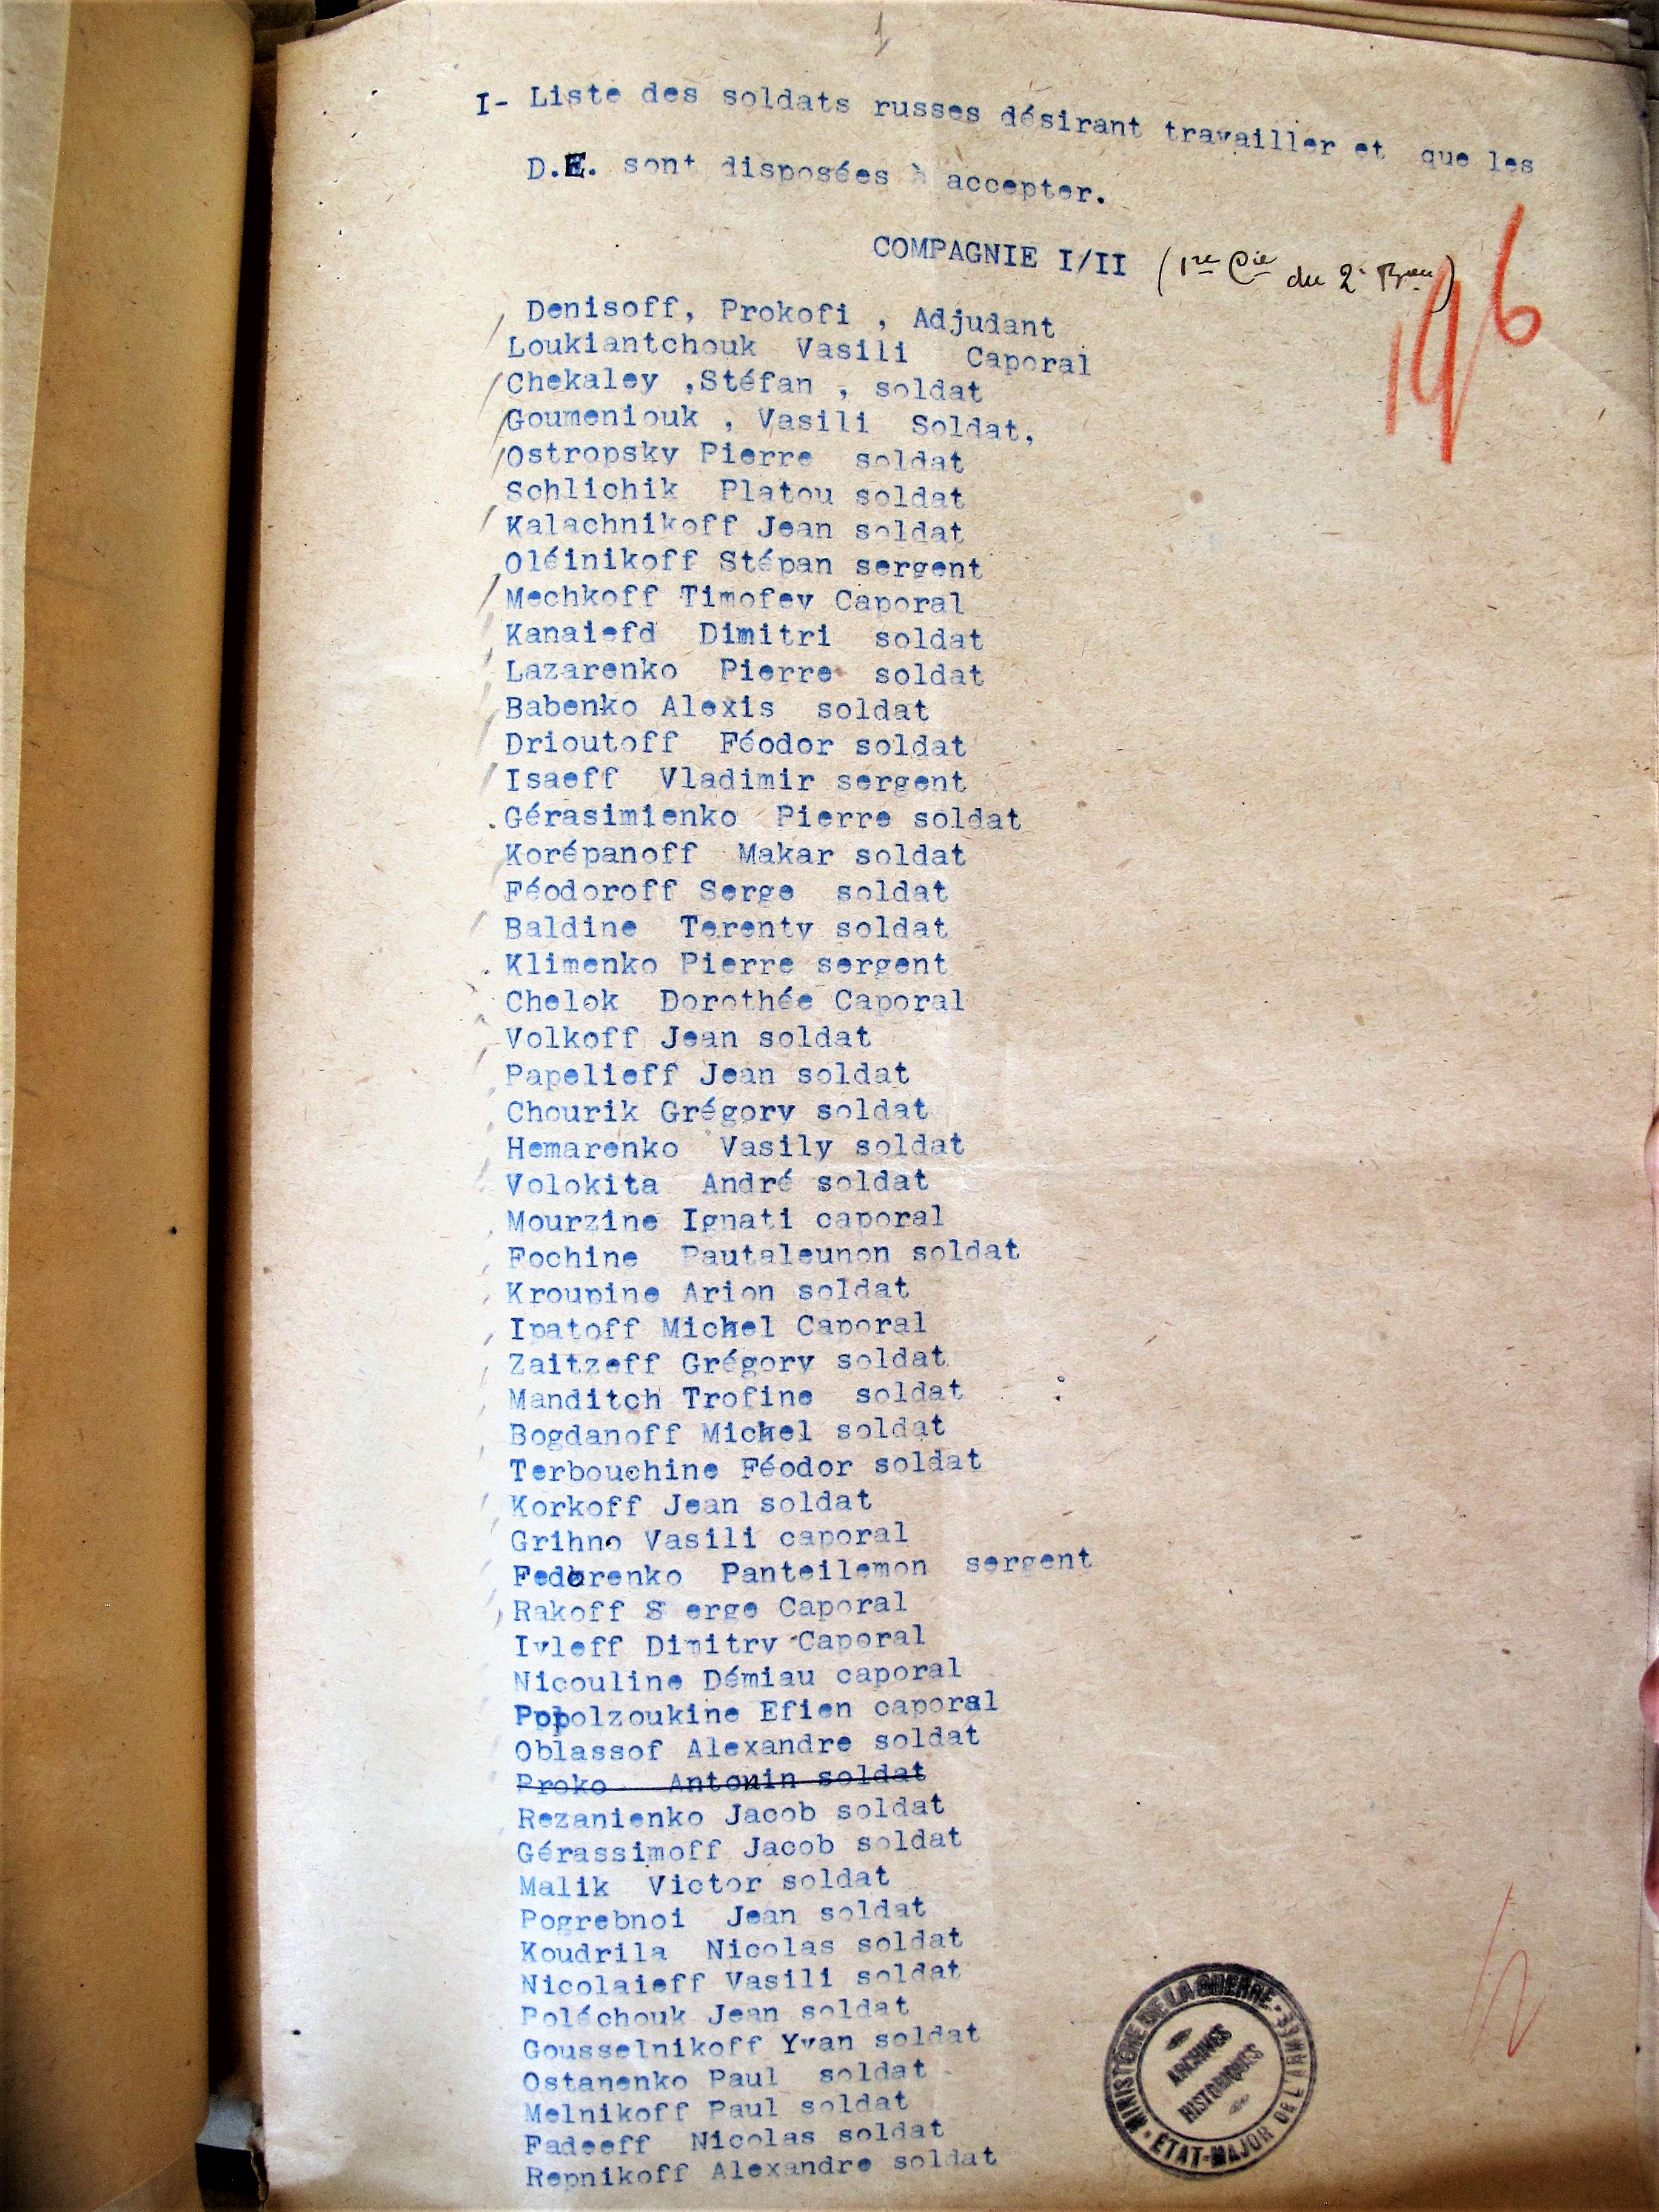 1
I- Liste des soldats russes désirant travailler et que les
D.E. sont disposées à accepter.
COMPAGNIE I/II (1re Cie du 2e Bon)
196
Denisoff, Prokofi , Adjudant
Loukiantchouk Vasili Caporal
Chekaley ,Stéfan , soldat
Goumeniouk , Vasili Soldat,
Ostropsky Pierre soldat
Schlichik Platou soldat
Kalachnikoff Jean soldat
Oléinikoff Stépan sergent
Mechkoff Timofey Caporal
Kanaiefd Dimitri soldat
Lazarenko Pierre soldat
Babenko Alexis soldat
Drioutoff Féodor soldat
Isaeff Vladimir sergent
Gérasimienko Pierre soldat
Korépanoff Makar soldat
Féodoroff Serge soldat
Baldine Terenty soldat
Klimenko Pierre sergent
Chelok Dorothée Caporal
Volkoff Jean soldat
Papelieff Jean soldat
Chourik Grégory soldat
Hemarenko Vasily soldat
Volokita André soldat
Mourzine Ignati caporal
Fochine Pautaleunon soldat
Kroupine Arion soldat
Ipatoff Michel Caporal
Zaitzeff Grégory soldat
Manditch Trofine soldat
Bogdanoff Michel soldat
Terbouchine Féodor soldat
Korkoff Jean soldat
Grihno Vasili caporal
Fedorenko Panteilemon sergent
Rakoff S erge Caporal
Ivleff Dimitry Caporal
Nicouline Démiau caporal
Popolzoukine Efien caporal
Oblassof Alexandre soldat
Proko Antonin soldat
Rezanienko Jacob soldat
Gérassimoff Jacob soldat
Malik Victor soldat
Pogrebnoi Jean soldat
Koudrila Nicolas soldat
Nicolaieff Vasili soldat
Poléchouk Jean soldat
Gousselnikoff Yvan soldat
Ostanenko Paul soldat
Melnikoff Paul soldat
Fadeeff Nicolas soldat
Repnikoff Alexandre soldat
MINISTÈRE DE LA GUERRE
ÉTAT-MAJOR DE L'ARMÉE
ARCHIVES
HISTORIQUES